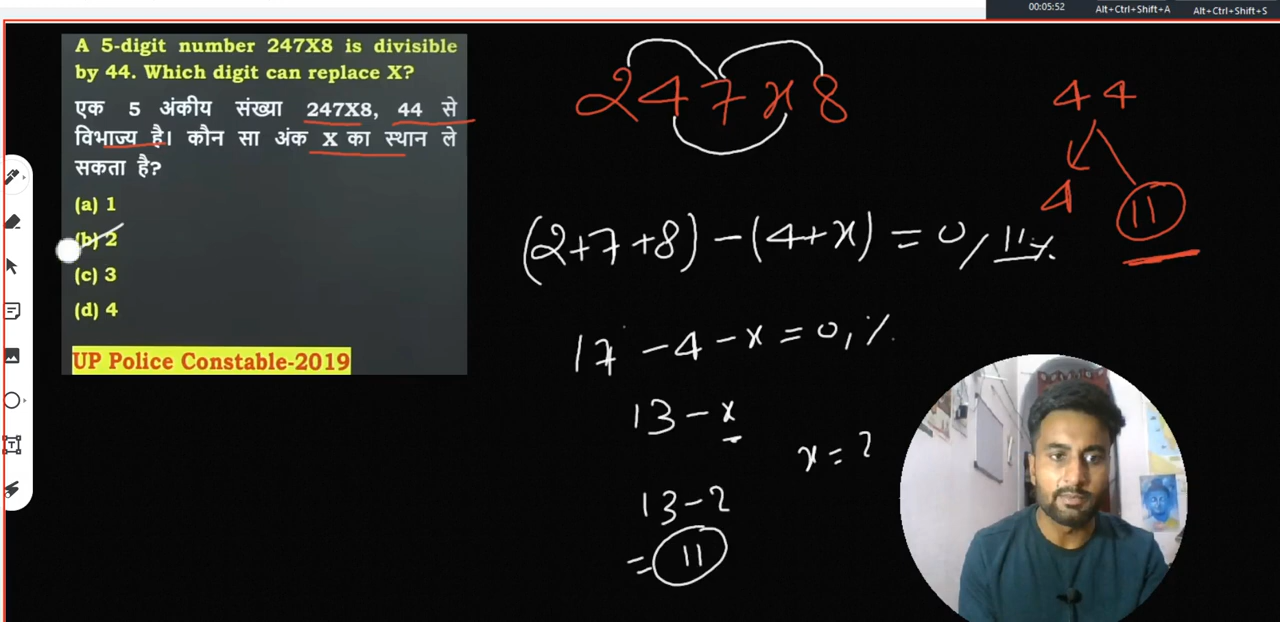 00:05:52 Alt+Ctrl+Shift+A Alt+Ctrl+Shift+S
A 5-digit number 247X8 is divisible
by 44. Which digit can replace X?
एक 5 अंकीय संख्या 247X8, 44 से
विभाज्य है। कौन सा अंक X का स्थान ले
सकता है?
(a) 1
(b) 2
(c) 3
(d) 4
UP Police Constable-2019
247x8
44
4 11
(2+7+8) - (4+x) = 0/
17 - 4 - x = 0,
13 - x
x = 2
13-2
= 11